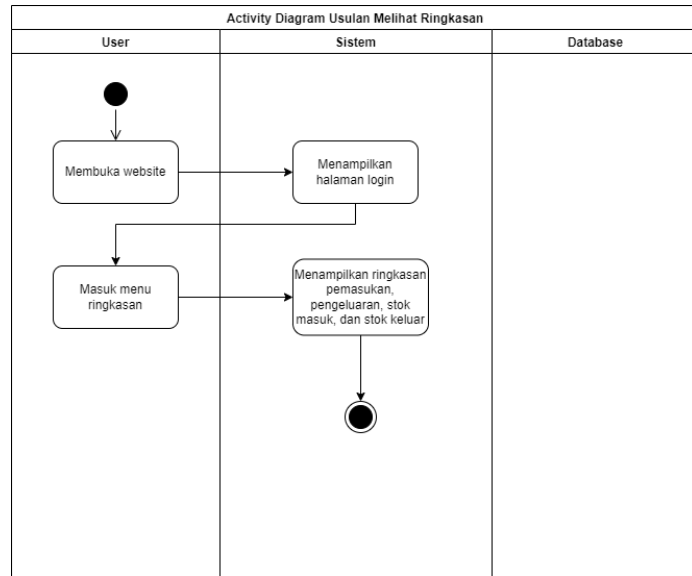 Activity Diagram Usulan Melihat Ringkasan
User
Sistem
Database
Membuka website
Menampilkan
halaman login
Masuk menu
ringkasan
Menampilkan ringkasan
pemasukan,
pengeluaran, stok
masuk, dan stok keluar